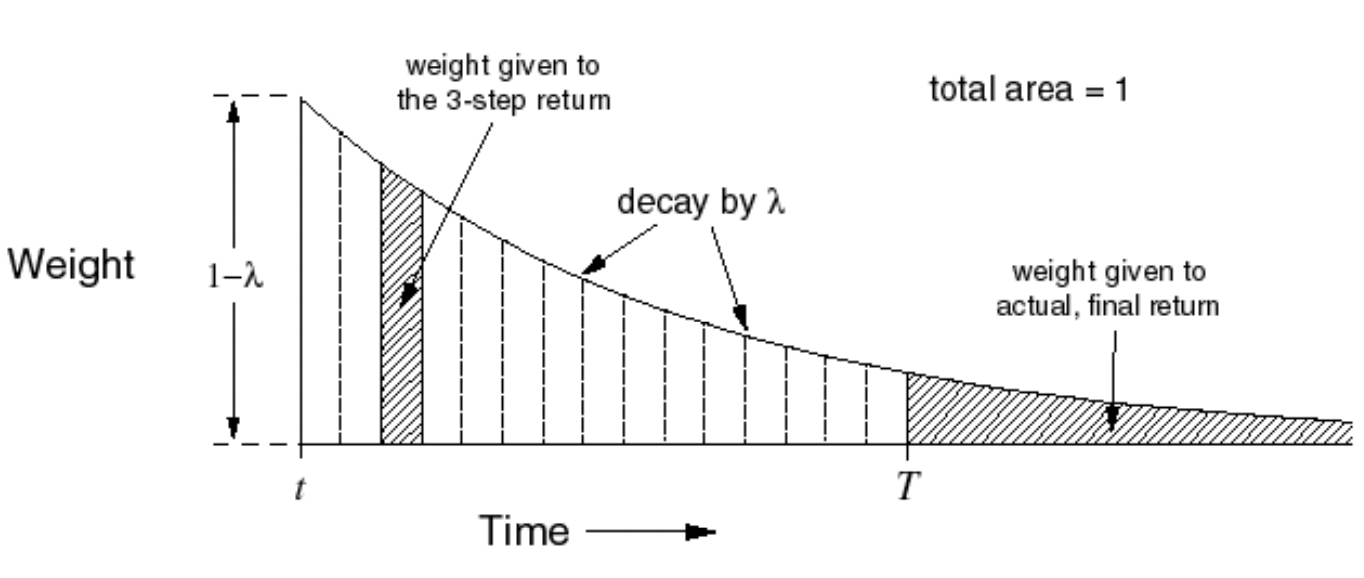 weight given to
the 3-step return
total area = 1
decay by λ
Weight
1−λ
weight given to
actual, final return
t
T
Time